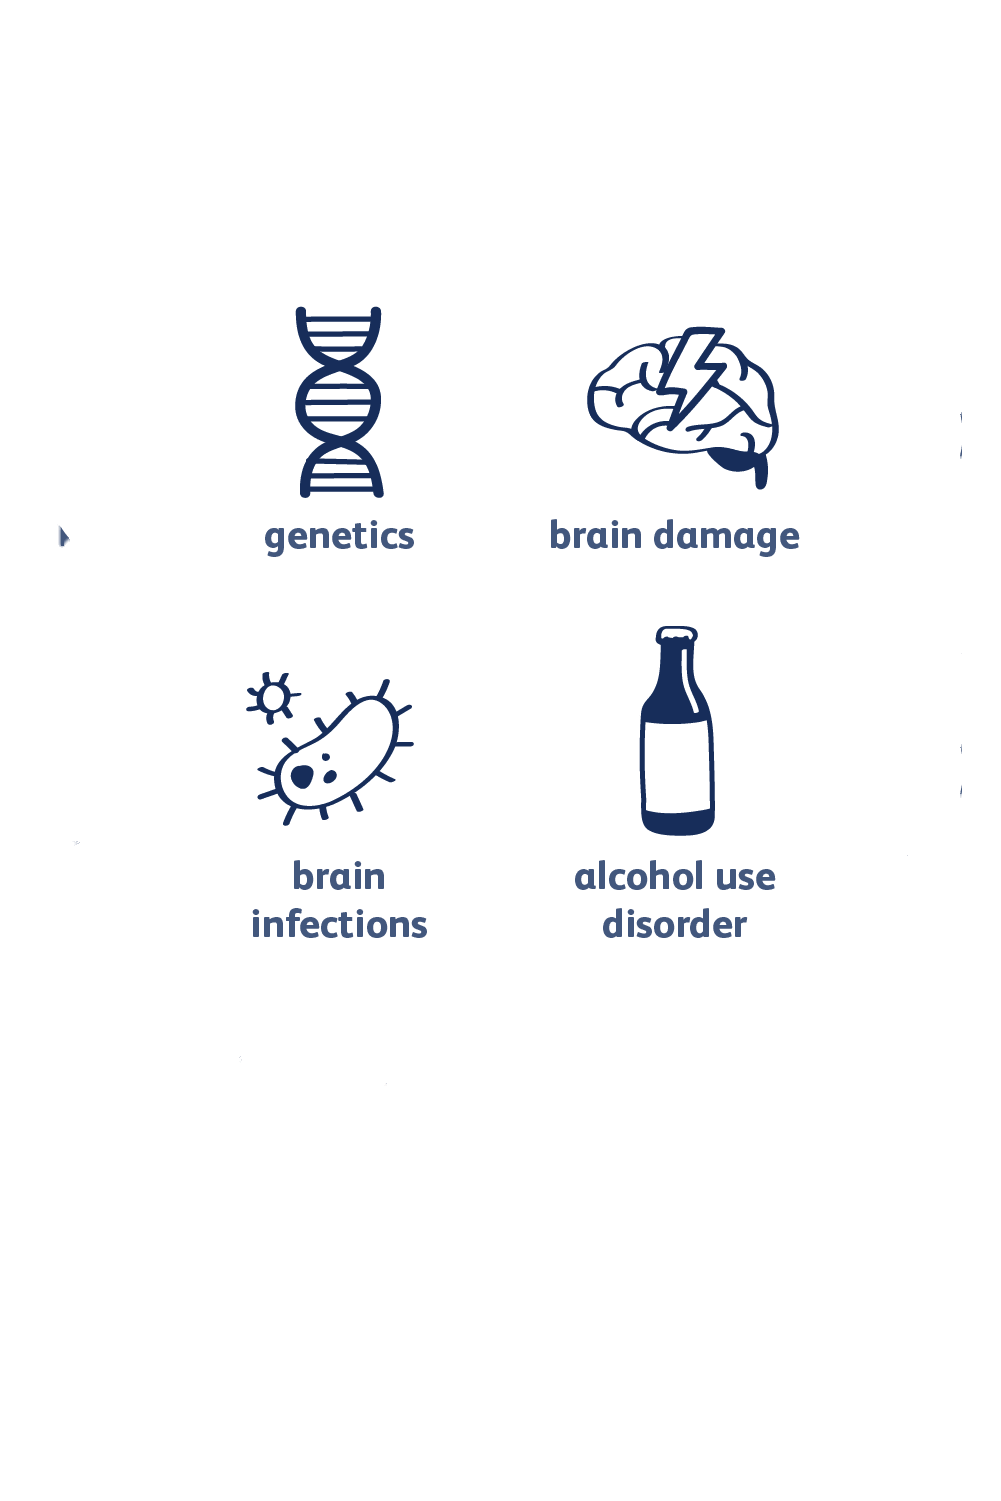 genetics
brain damage
brain
infections
alcohol use
disorder